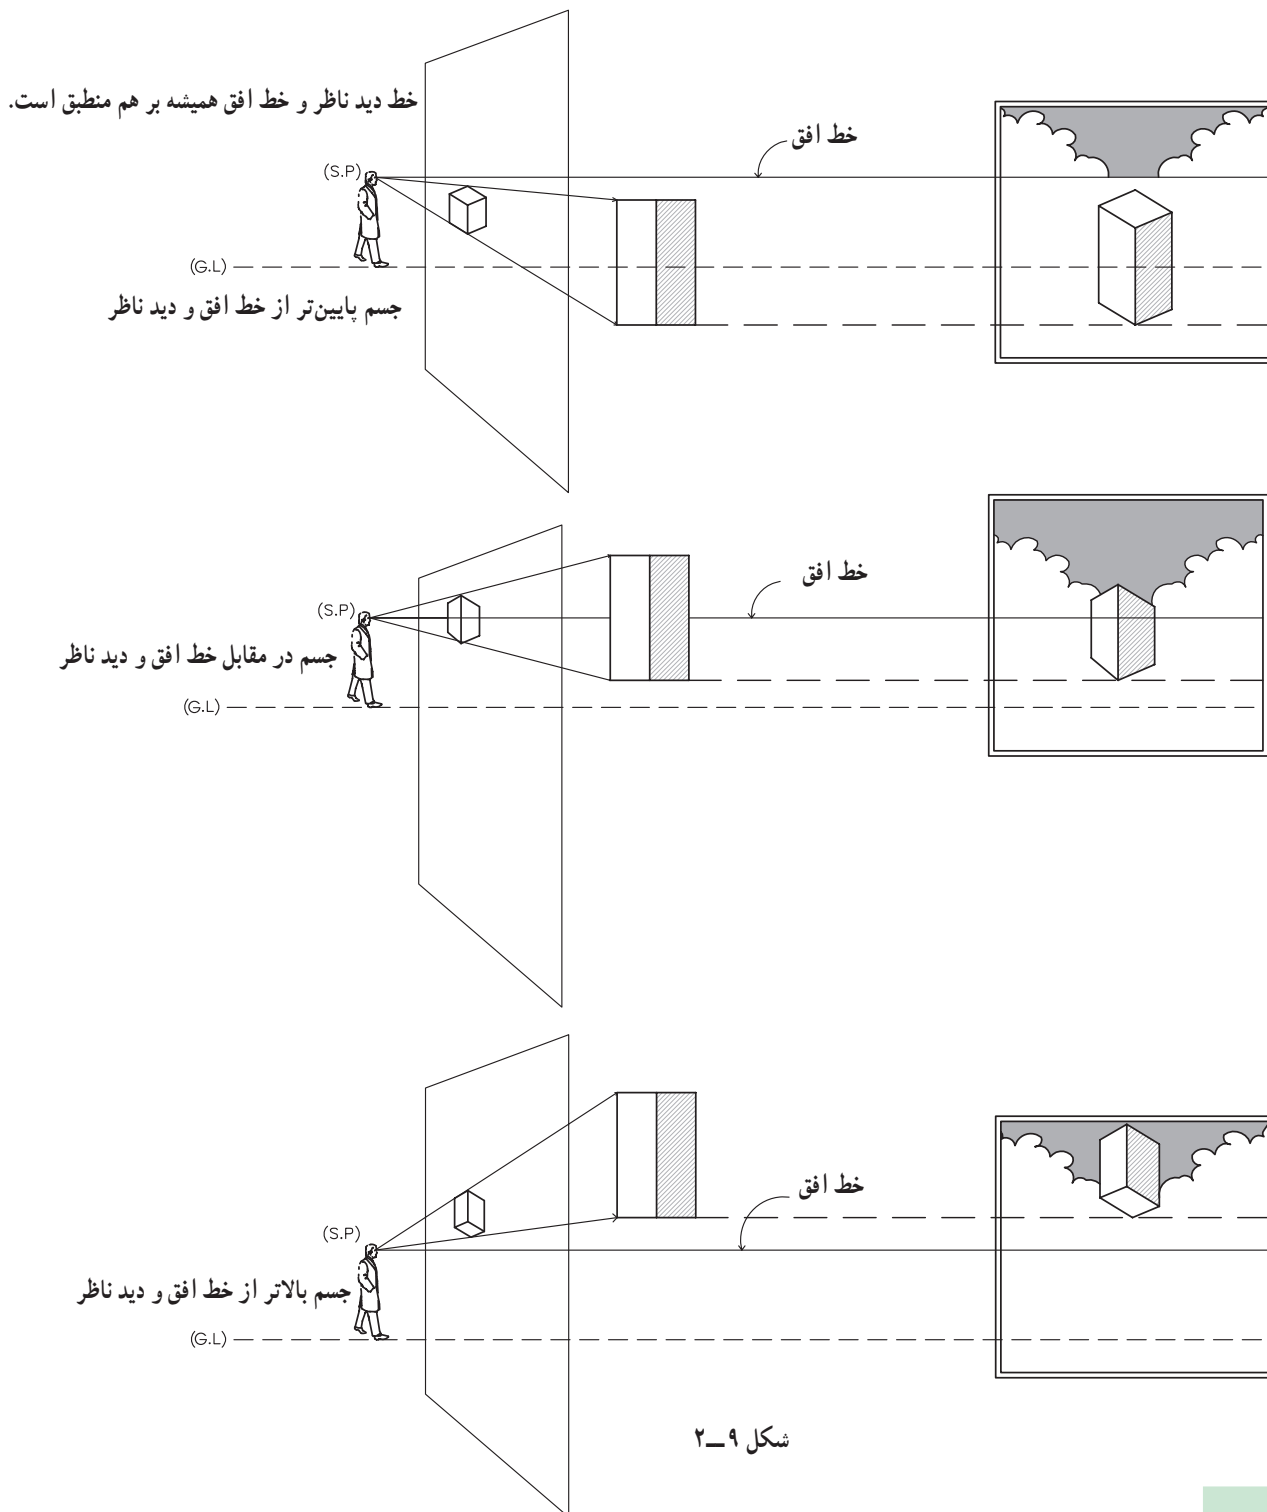 خط دید ناظر و خط افق همیشه بر هم منطبق است.
خط افق
(S.P)
(G.L)
جسم پایین‌تر از خط افق و دید ناظر
خط افق
(S.P)
جسم در مقابل خط افق و دید ناظر
(G.L)
خط افق
(S.P)
جسم بالاتر از خط افق و دید ناظر
(G.L)
شکل ۹ــ۲